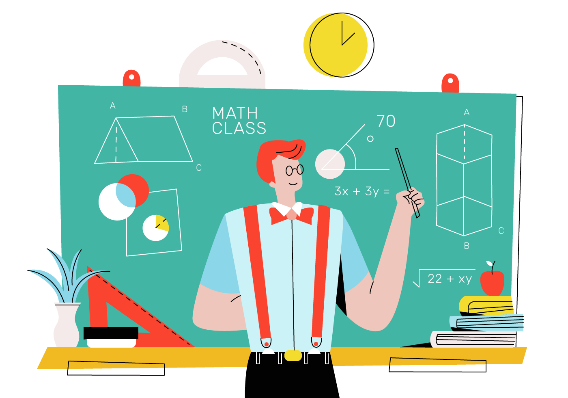 A
B
C
MATH
CLASS
70
3x + 3y =
A
B
√22 + xy